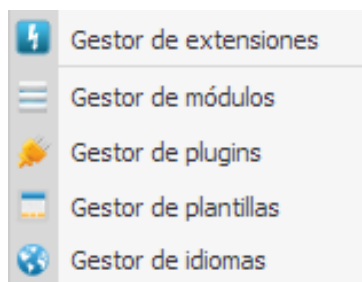 Gestor de extensiones
Gestor de módulos
Gestor de plugins
Gestor de plantillas
Gestor de idiomas